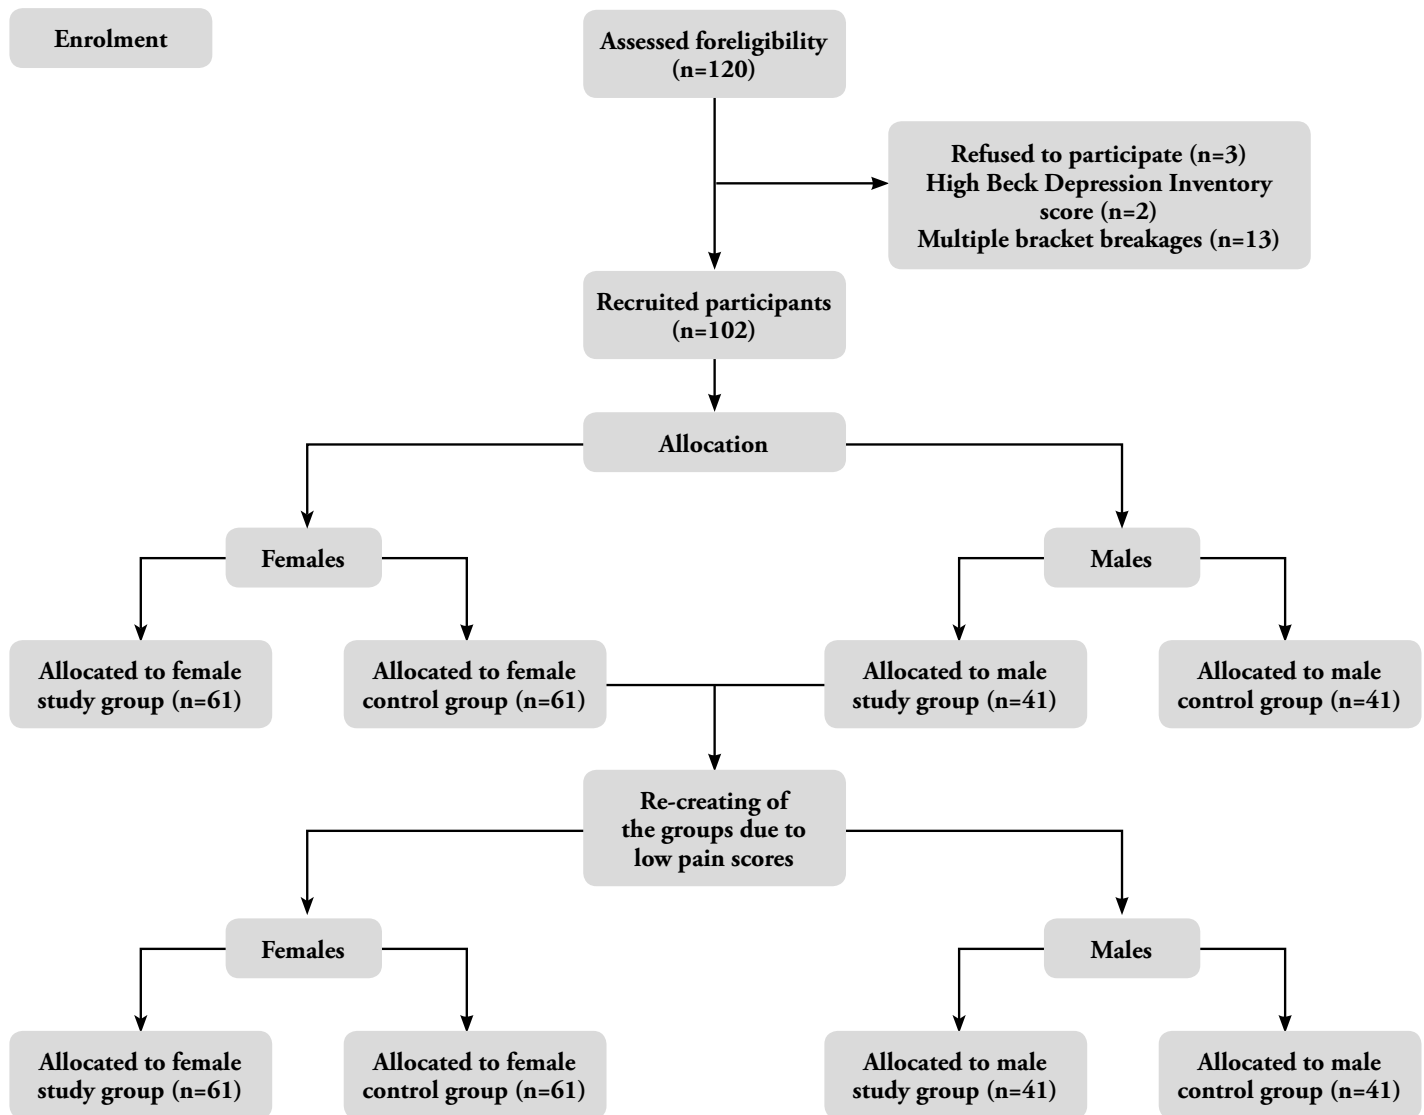 Enrolment
Assessed foreligibility
(n=120)
Refused to participate (n=3)
High Beck Depression Inventory
score (n=2)
Multiple bracket breakages (n=13)
Recruited participants
(n=102)
Allocation
Females
Males
Allocated to female
study group (n=61)
Allocated to female
control group (n=61)
Allocated to male
study group (n=41)
Allocated to male
control group (n=41)
Re-creating of
the groups due to
low pain scores
Females
Males
Allocated to female
study group (n=61)
Allocated to female
control group (n=61)
Allocated to male
study group (n=41)
Allocated to male
control group (n=41)